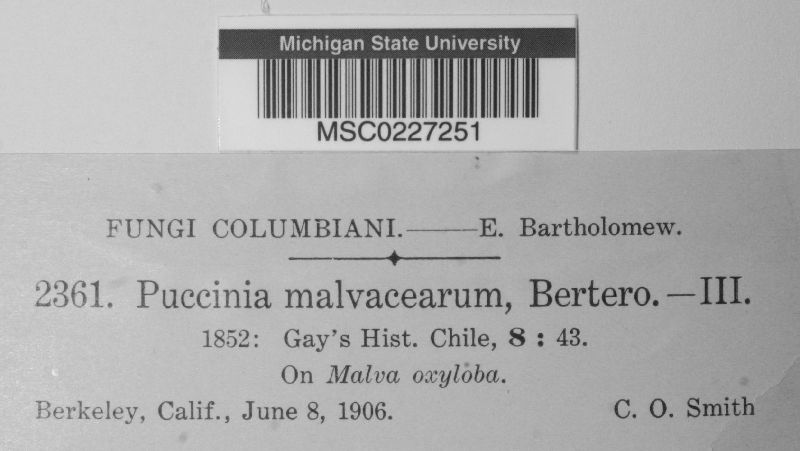 Michigan State University
MSC0227251
FUNGI COLUMBIANI.——E. Bartholomew.
2361. Puccinia malvacearum, Bertero.—III.
1852: Gay's Hist. Chile, 8 : 43.
On Malva oxyloba.
Berkeley, Calif., June 8, 1906. C. O. Smith